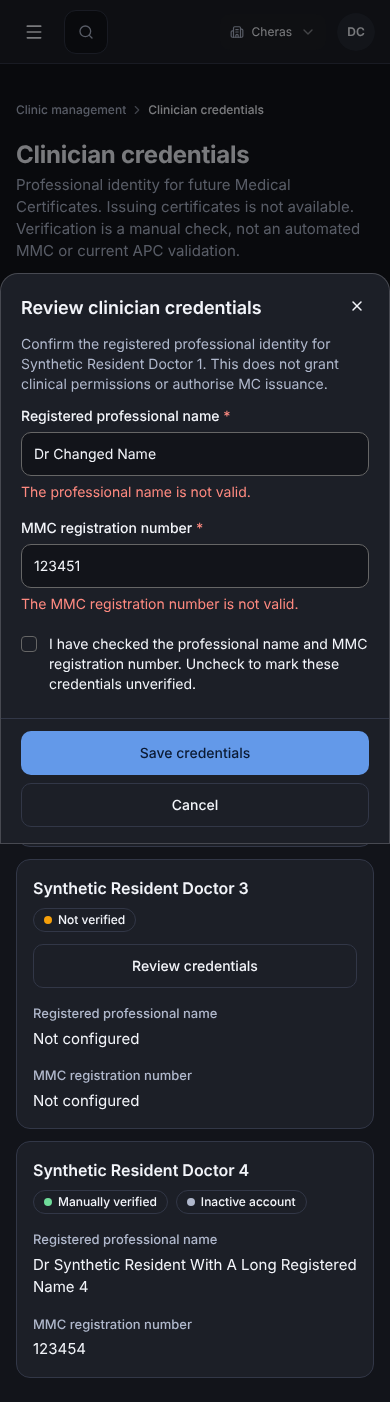 Cheras
DC
Clinic management > Clinician credentials
Clinician credentials
Professional identity for future Medical
Certificates. Issuing certificates is not available.
Verification is a manual check, not an automated
MMC or current APC validation.
Review clinician credentials
Confirm the registered professional identity for
Synthetic Resident Doctor 1. This does not grant
clinical permissions or authorise MC issuance.
Registered professional name *
Dr Changed Name
The professional name is not valid.
MMC registration number *
123451
The MMC registration number is not valid.
I have checked the professional name and MMC
registration number. Uncheck to mark these
credentials unverified.
Save credentials
Cancel
Synthetic Resident Doctor 3
Not verified
Review credentials
Registered professional name
Not configured
MMC registration number
Not configured
Synthetic Resident Doctor 4
Manually verified
Inactive account
Registered professional name
Dr Synthetic Resident With A Long Registered
Name 4
MMC registration number
123454